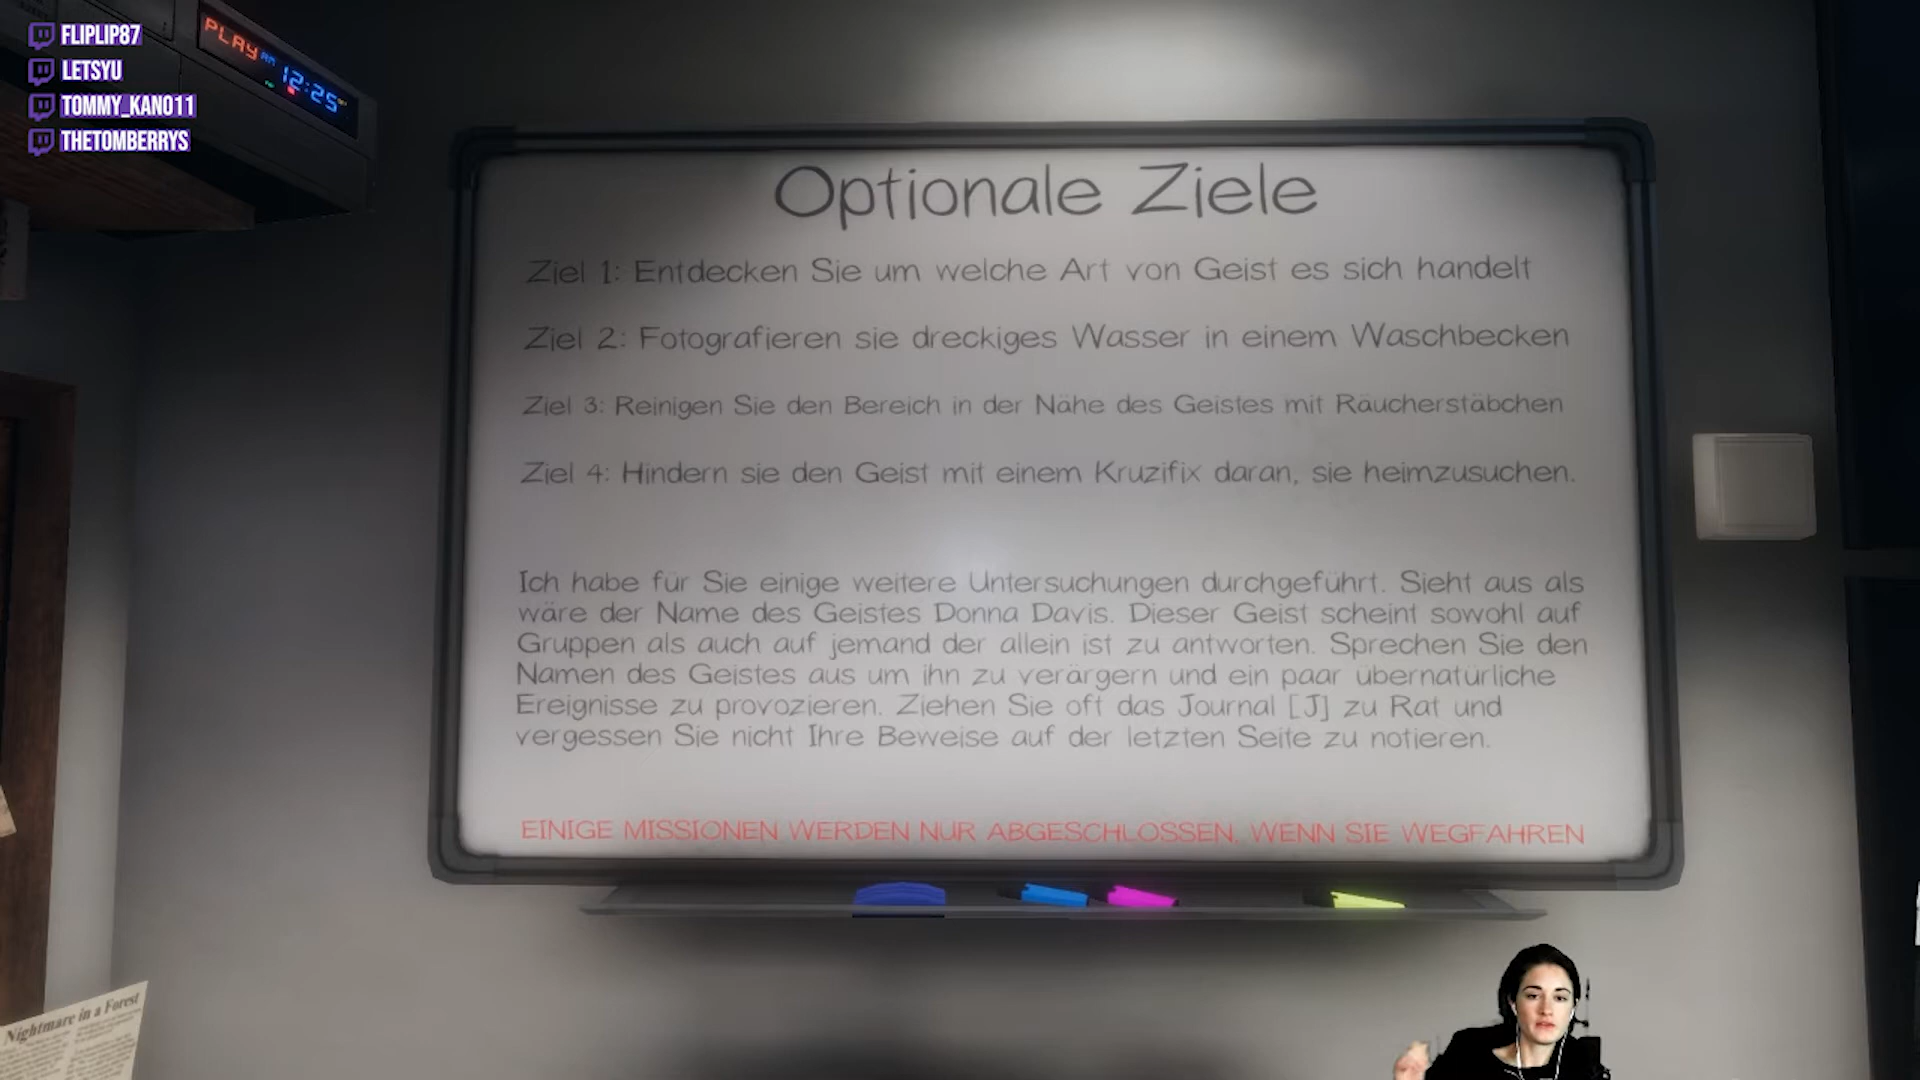 FLIPLIP87
LETSYU
TOMMY_KANO11
THETOMBERRYS
PLAY AM 12:25
Optionale Ziele
Ziel 1: Entdecken Sie um welche Art von Geist es sich handelt
Ziel 2: Fotografieren sie dreckiges Wasser in einem Waschbecken
Ziel 3: Reinigen Sie den Bereich in der Nähe des Geistes mit Räucherstäbchen
Ziel 4: Hindern sie den Geist mit einem Kruzifix daran, sie heimzusuchen.
Ich habe für Sie einige weitere Untersuchungen durchgeführt. Sieht aus als
wäre der Name des Geistes Donna Davis. Dieser Geist scheint sowohl auf
Gruppen als auch auf jemand der allein ist zu antworten. Sprechen Sie den
Namen des Geistes aus um ihn zu verärgern und ein paar übernatürliche
Ereignisse zu provozieren. Ziehen Sie oft das Journal [J] zu Rat und
vergessen Sie nicht Ihre Beweise auf der letzten Seite zu notieren.
EINIGE MISSIONEN WERDEN NUR ABGESCHLOSSEN, WENN SIE WEGFAHREN
Nightmare in a Forest